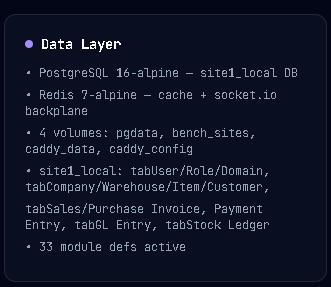 Data Layer
• PostgreSQL 16-alpine — site1_local DB
• Redis 7-alpine — cache + socket.io
backplane
• 4 volumes: pgdata, bench_sites,
caddy_data, caddy_config
• site1_local: tabUser/Role/Domain,
tabCompany/Warehouse/Item/Customer,
tabSales/Purchase Invoice, Payment
Entry, tabGL Entry, tabStock Ledger
• 33 module defs active